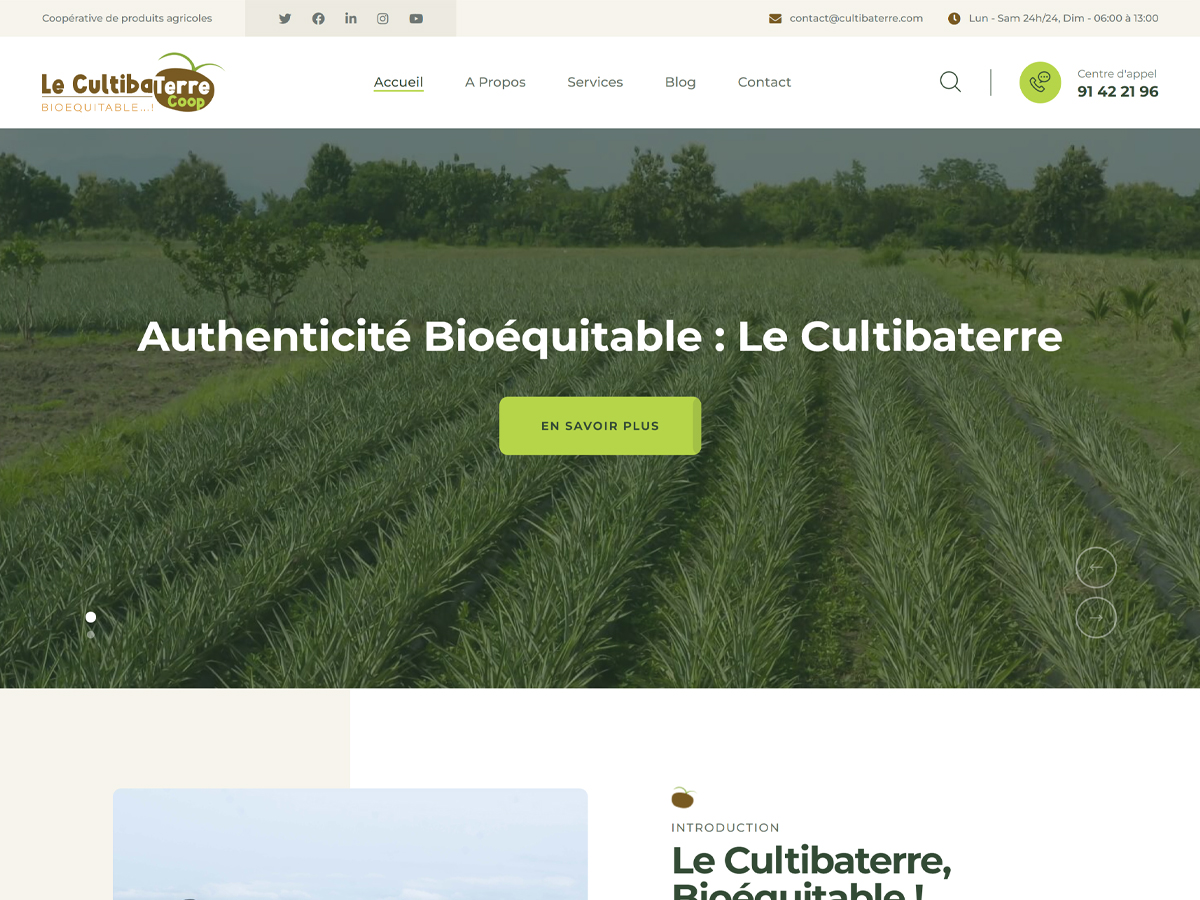 Coopérative de produits agricoles
contact@cultibaterre.com
Lun - Sam 24h/24, Dim - 06:00 à 13:00
Le CultibaTerre
Coop
BIOEQUITABLE...!
Accueil
A Propos
Services
Blog
Contact
Centre d'appel
91 42 21 96
Authenticité Bioéquitable : Le Cultibaterre
EN SAVOIR PLUS
INTRODUCTION
Le Cultibaterre,
Bioéquitable !